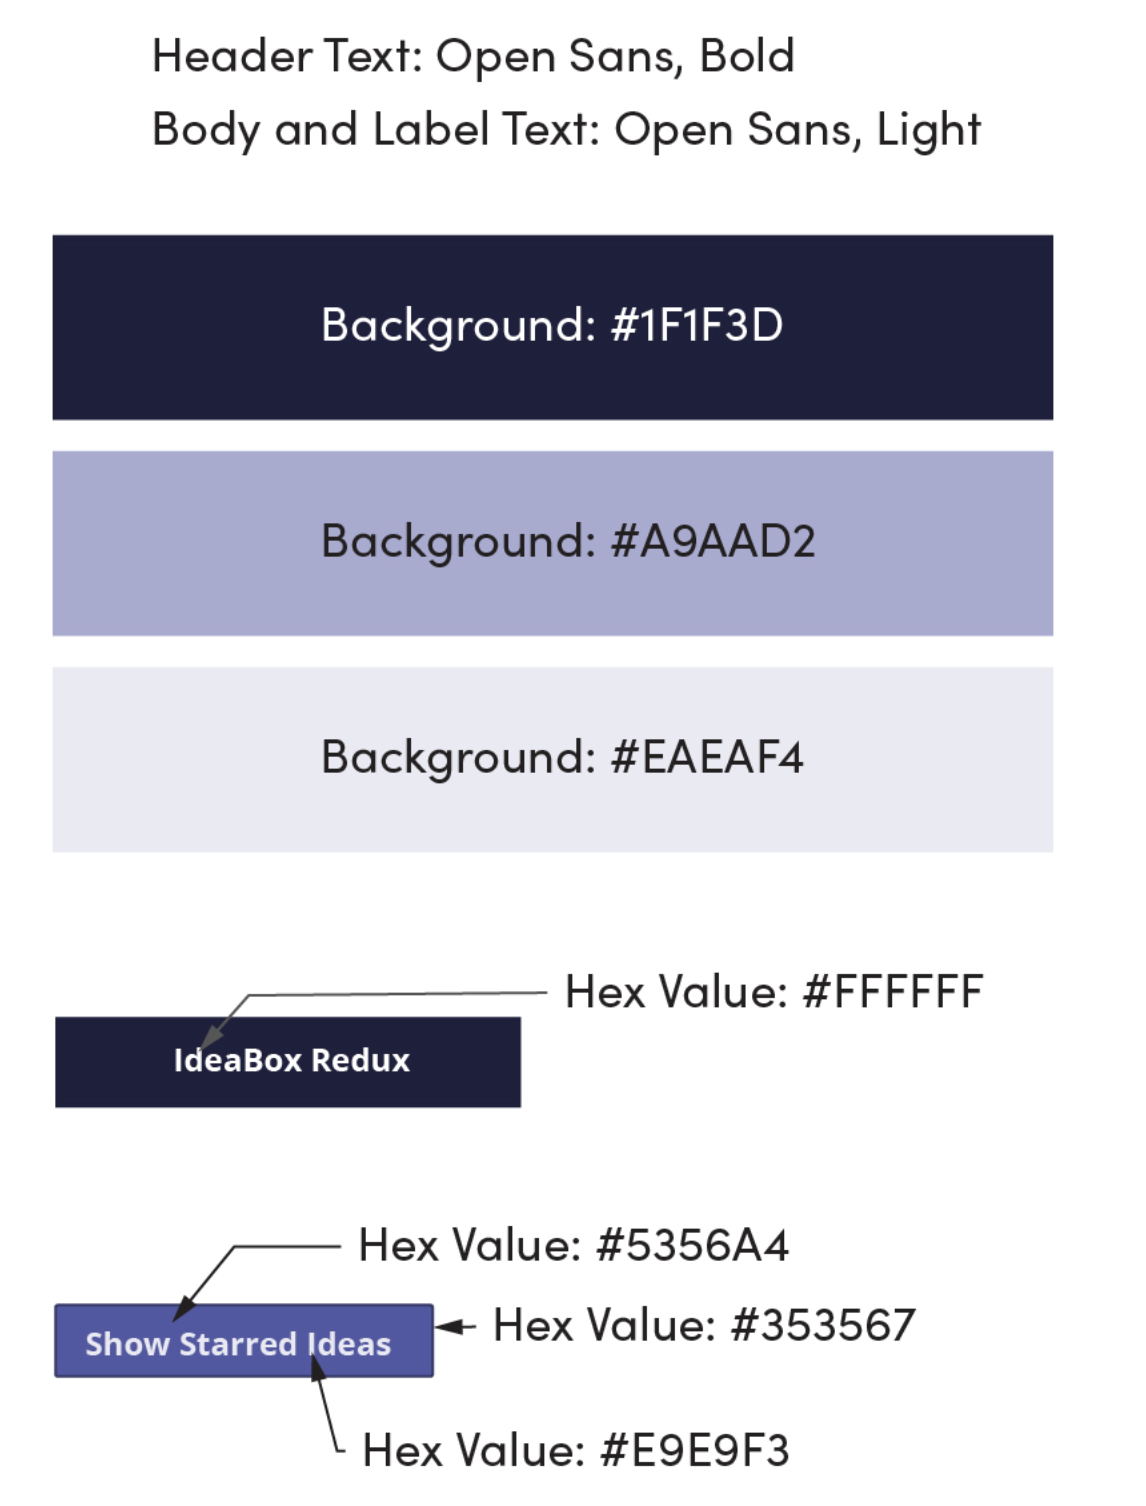 Header Text: Open Sans, Bold
Body and Label Text: Open Sans, Light
Background: #1F1F3D
Background: #A9AAD2
Background: #EAEAF4
Hex Value: #FFFFFF
IdeaBox Redux
Hex Value: #5356A4
Hex Value: #353567
Show Starred Ideas
Hex Value: #E9E9F3